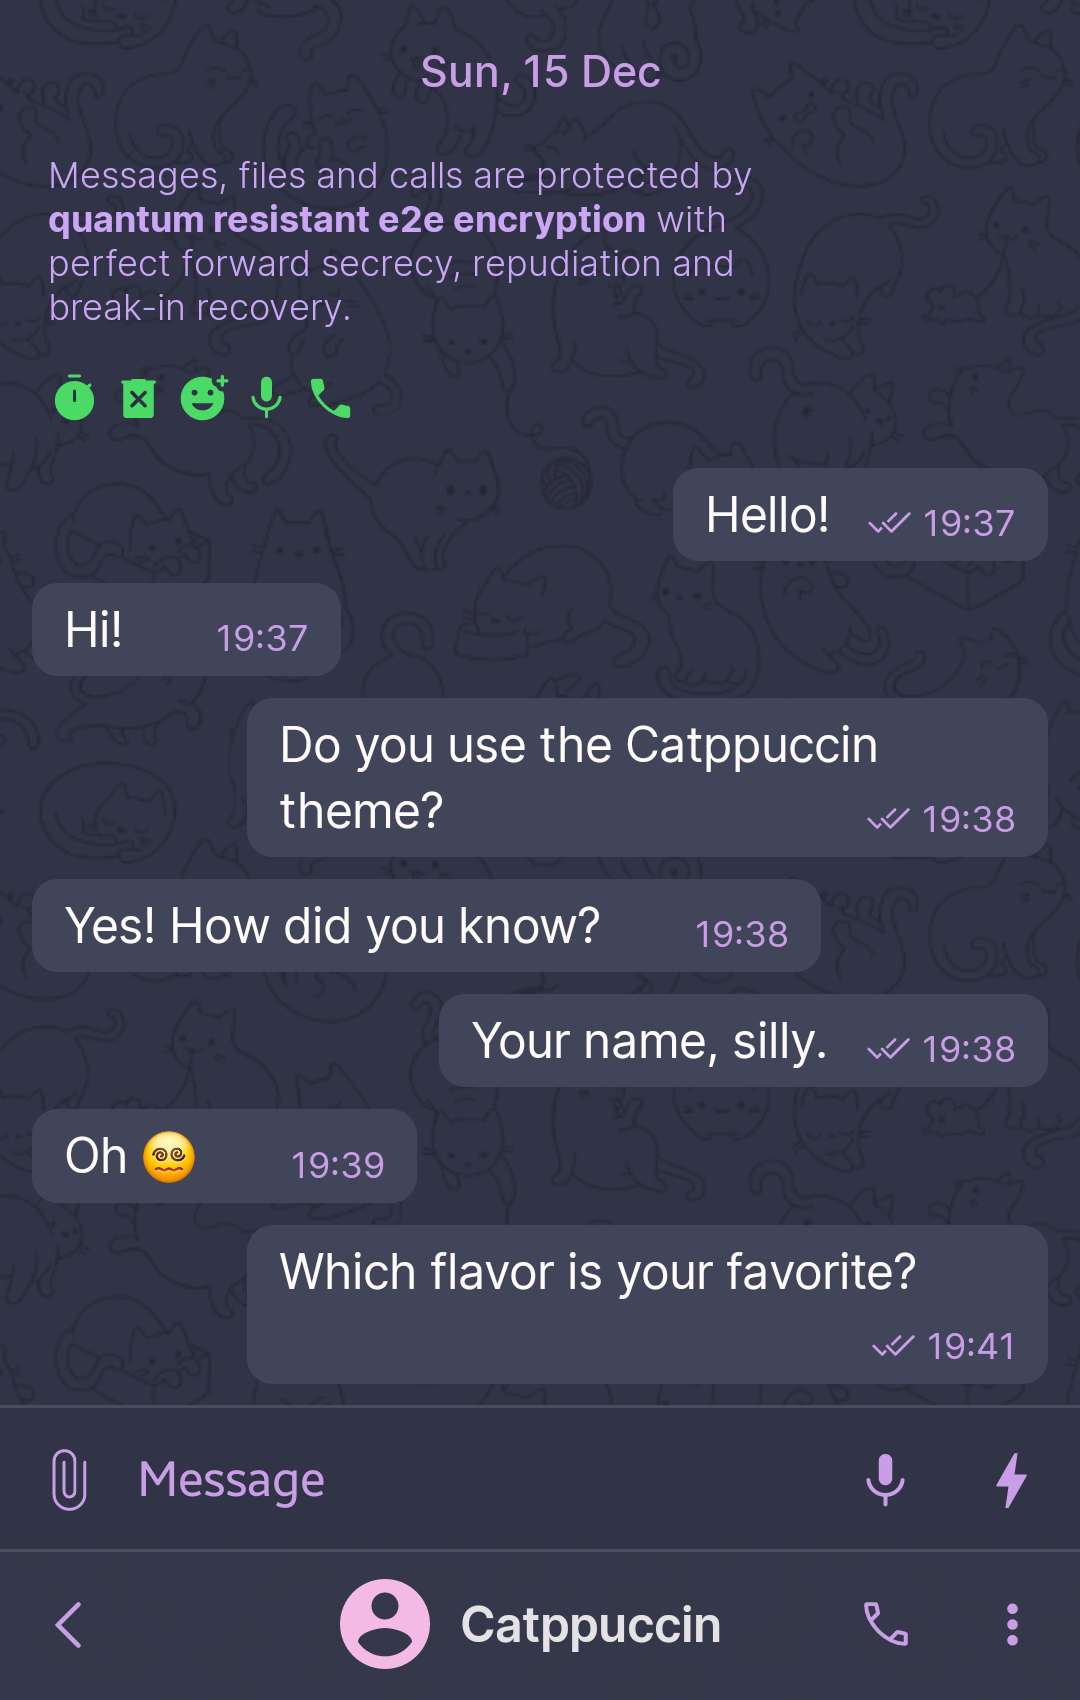 Sun, 15 Dec
Messages, files and calls are protected by
quantum resistant e2e encryption with
perfect forward secrecy, repudiation and
break-in recovery.
Hello! 19:37
Hi! 19:37
Do you use the Catppuccin
theme? 19:38
Yes! How did you know? 19:38
Your name, silly. 19:38
Oh 😵‍💫 19:39
Which flavor is your favorite?
19:41
Message
Catppuccin